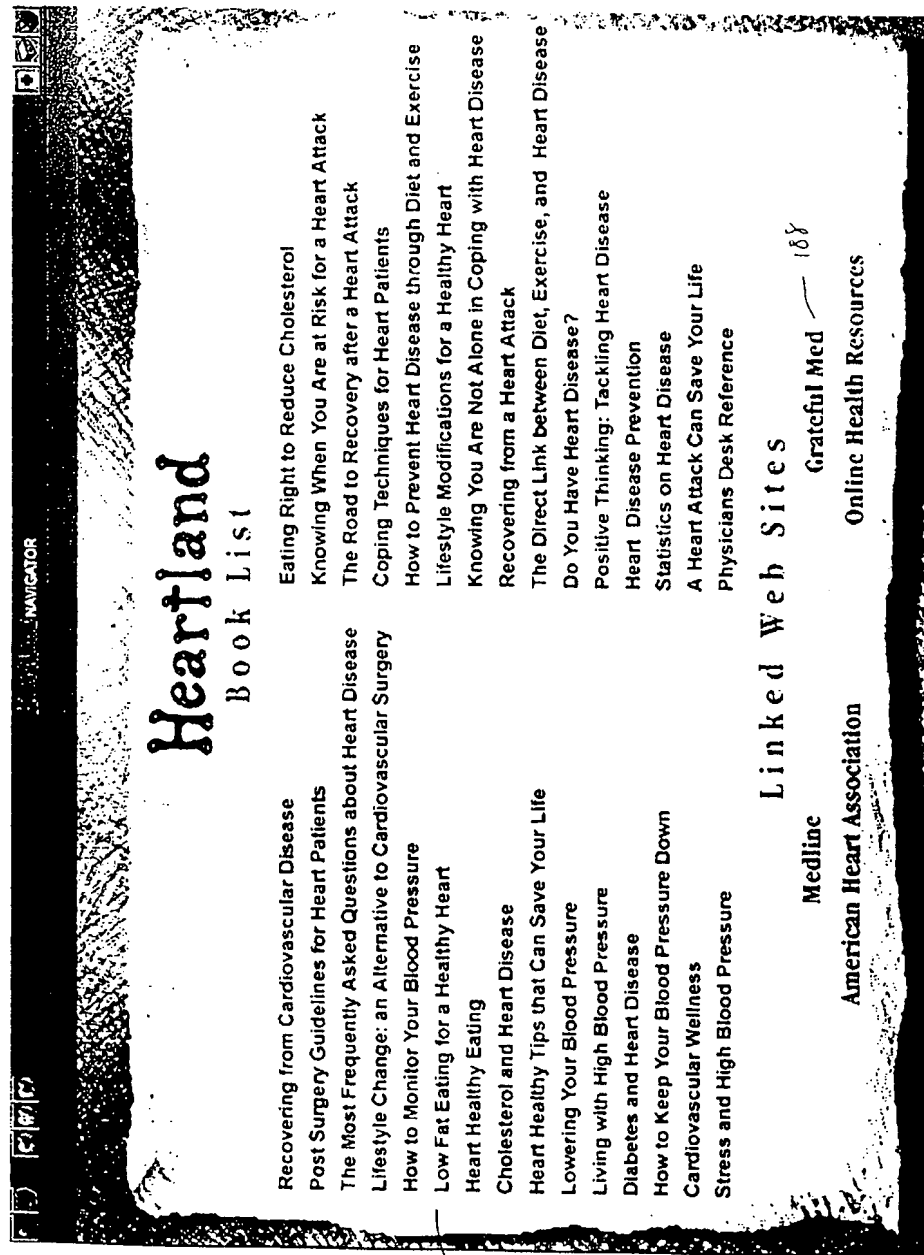 NAVIGATOR
Heartland
Book List
Recovering from Cardiovascular Disease
Post Surgery Guidelines for Heart Patients
The Most Frequently Asked Questions about Heart Disease
Lifestyle Change: an Alternative to Cardiovascular Surgery
How to Monitor Your Blood Pressure
Low Fat Eating for a Healthy Heart
Heart Healthy Eating
Cholesterol and Heart Disease
Heart Healthy Tips that Can Save Your Life
Lowering Your Blood Pressure
Living with High Blood Pressure
Diabetes and Heart Disease
How to Keep Your Blood Pressure Down
Cardiovascular Wellness
Stress and High Blood Pressure
Eating Right to Reduce Cholesterol
Knowing When You Are at Risk for a Heart Attack
The Road to Recovery after a Heart Attack
Coping Techniques for Heart Patients
How to Prevent Heart Disease through Diet and Exercise
Lifestyle Modifications for a Healthy Heart
Knowing You Are Not Alone in Coping with Heart Disease
Recovering from a Heart Attack
The Direct Link between Diet, Exercise, and Heart Disease
Do You Have Heart Disease?
Positive Thinking: Tackling Heart Disease
Heart Disease Prevention
Statistics on Heart Disease
A Heart Attack Can Save Your Life
Physicians Desk Reference
Linked Web Sites
Medline
Grateful Med
188
American Heart Association
Online Health Resources